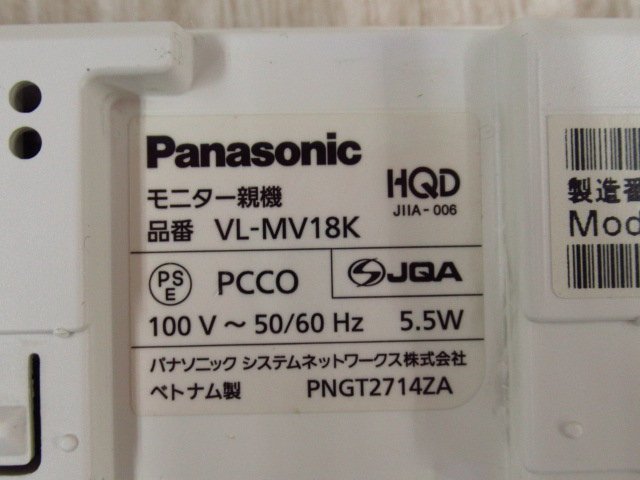 Panasonic
モニター親機
品番 VL-MV18K
HQD
JIIA-006
PS
E
PCCO
JQA
100 V ~ 50/60 Hz 5.5W
パナソニック システムネットワークス株式会社
ベトナム製 PNGT2714ZA
製造番
Mod